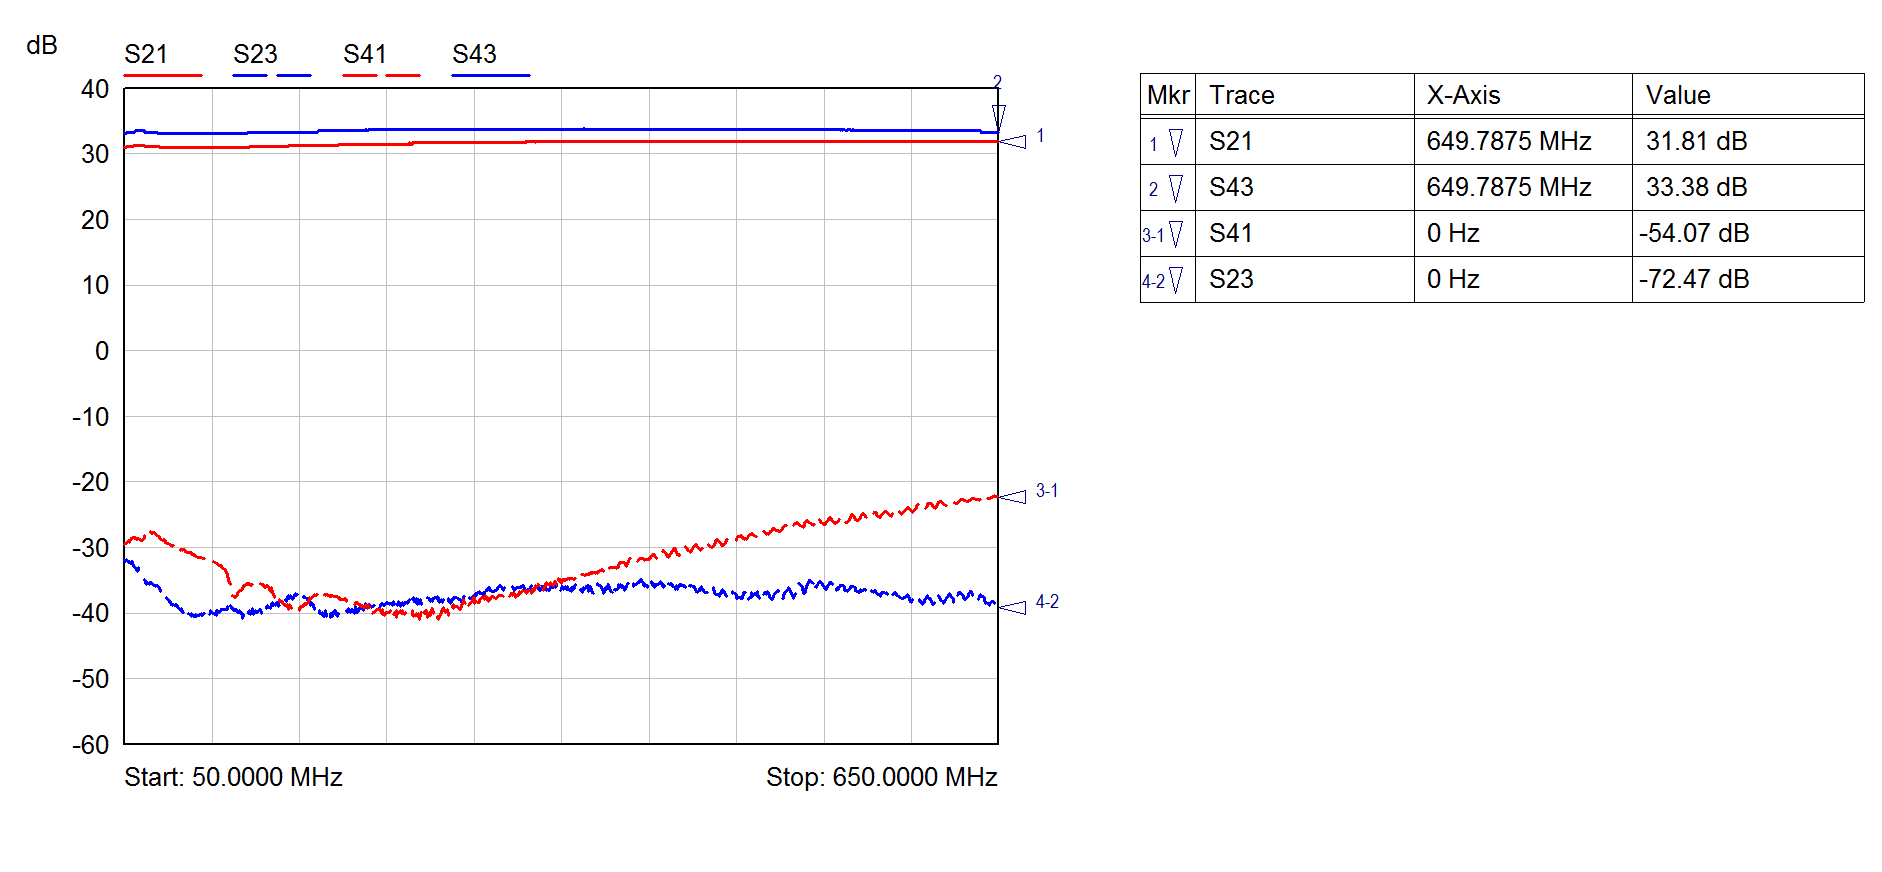 dB
S21 S23 S41 S43
2
40
1
30
20
10
0
-10
-20
3-1
-30
-40
4-2
-50
-60
Start: 50.0000 MHz Stop: 650.0000 MHz
Mkr Trace X-Axis Value
1 S21 649.7875 MHz 31.81 dB
2 S43 649.7875 MHz 33.38 dB
3-1 S41 0 Hz -54.07 dB
4-2 S23 0 Hz -72.47 dB